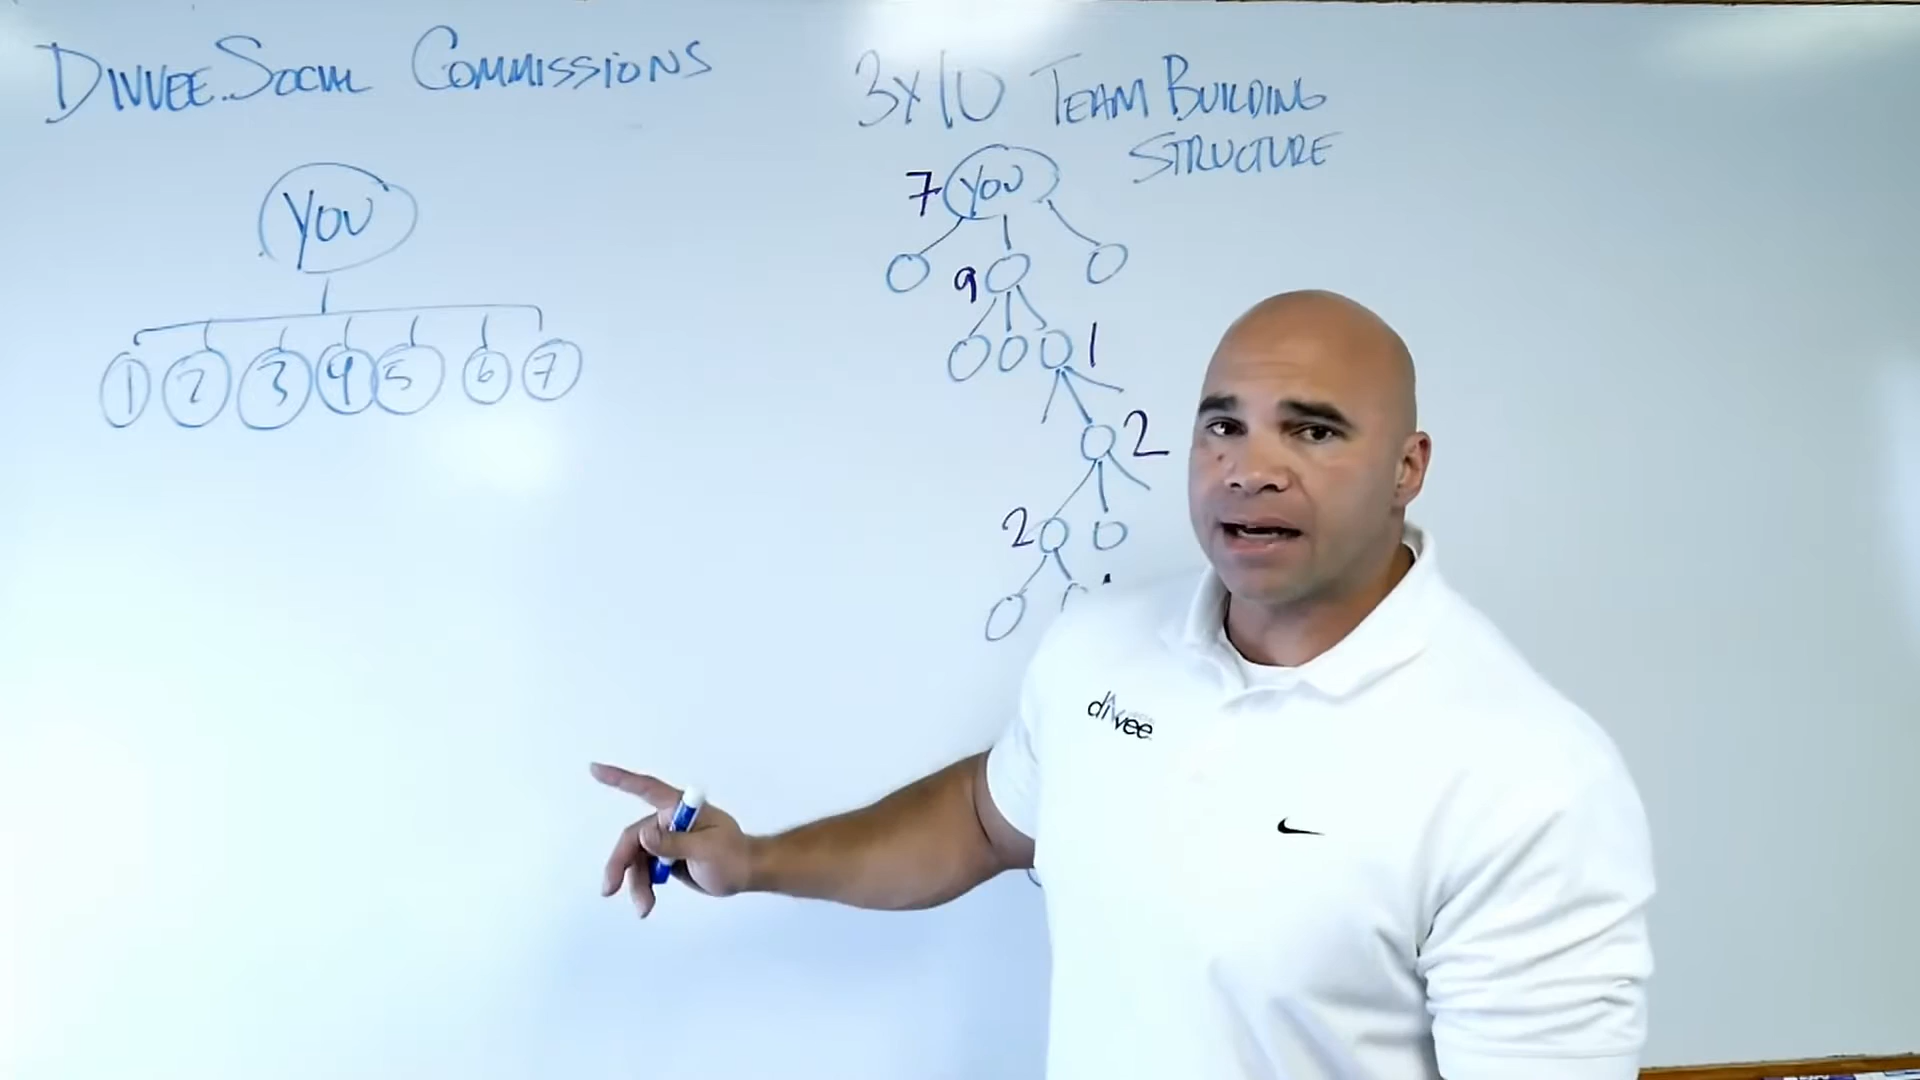 DIVVEE.SOCIAL COMMISSIONS
YOU
1 2 3 4 5 6 7
3x10 TEAM BUILDING
STRUCTURE
7 YOU
9
1
2
2
divvee